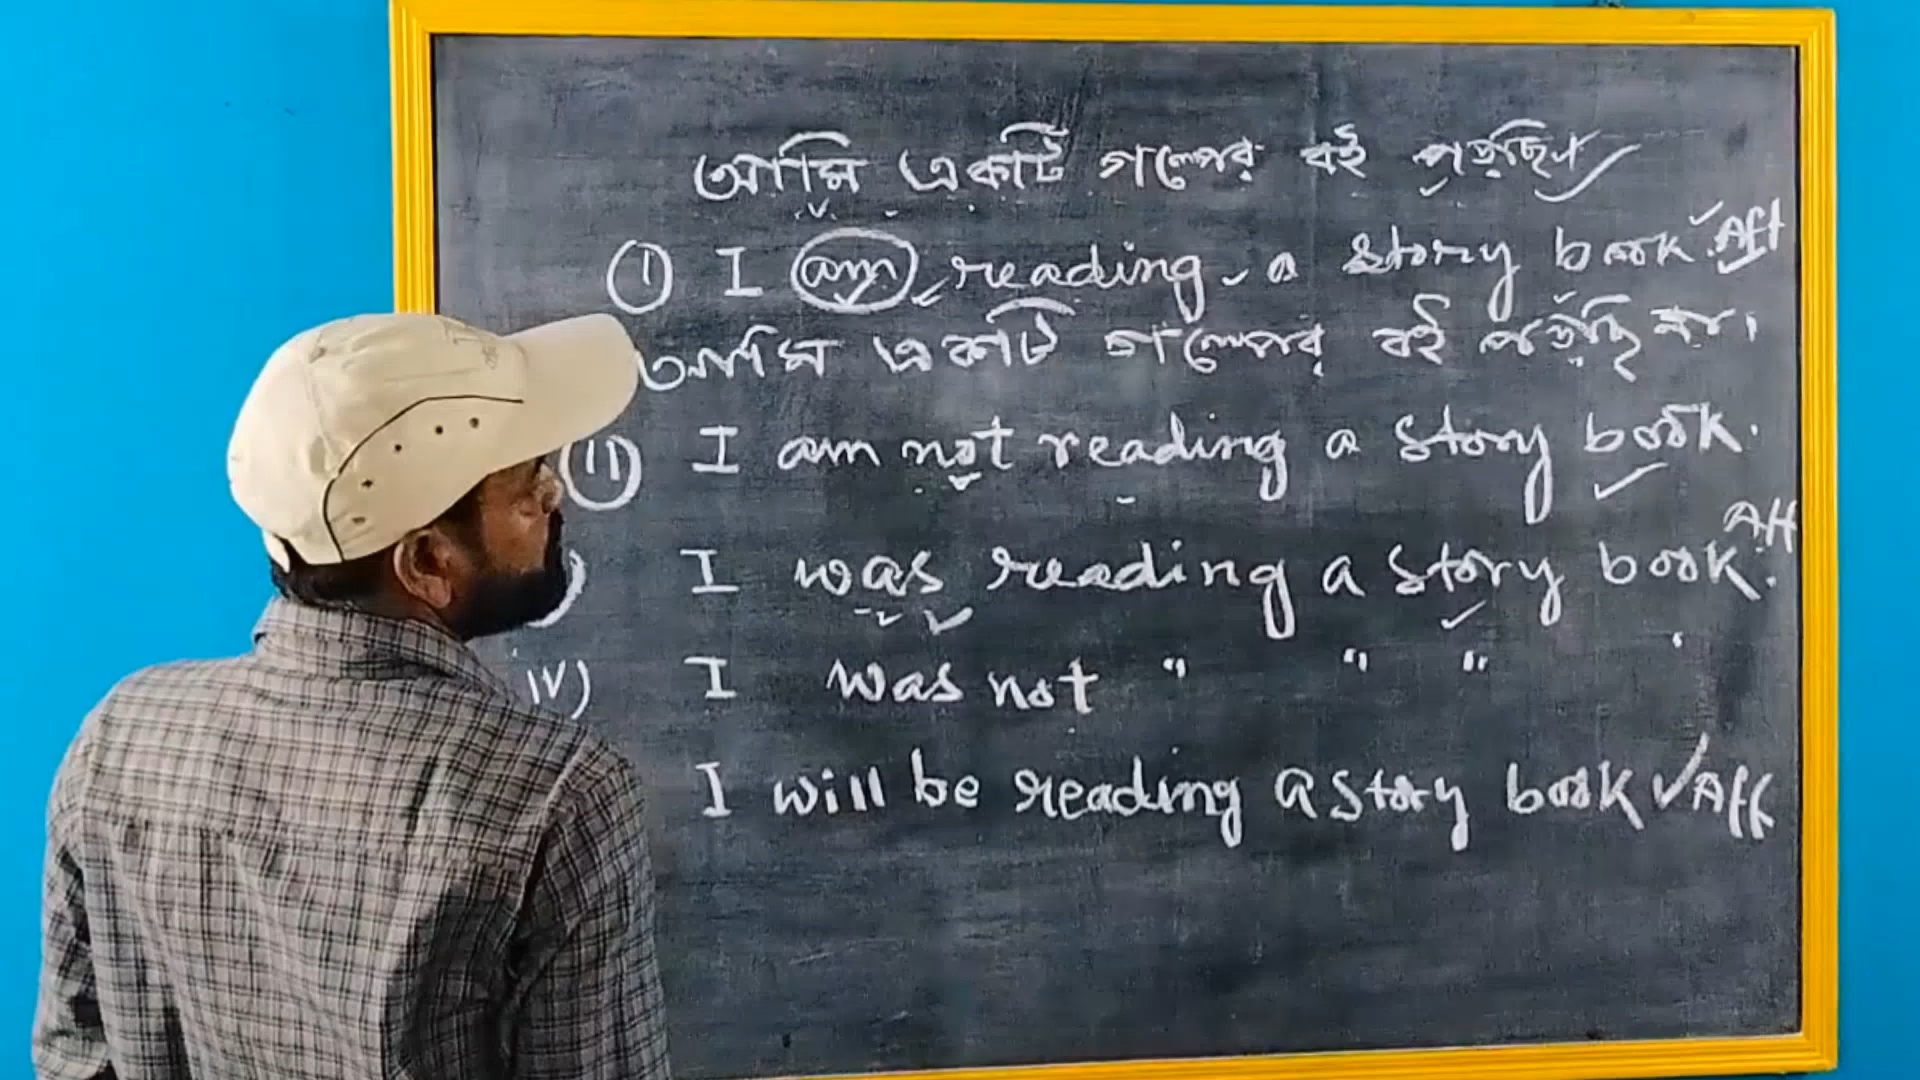 আমি একটি গল্পের বই পড়ছি।
① I am reading a story book. Aff
আমি একটি গল্পের বই পড়ছি না।
ii) I am not reading a story book.
Aff
) I was reading a story book.
iv) I was not " " " .
I will be reading a story book Aff